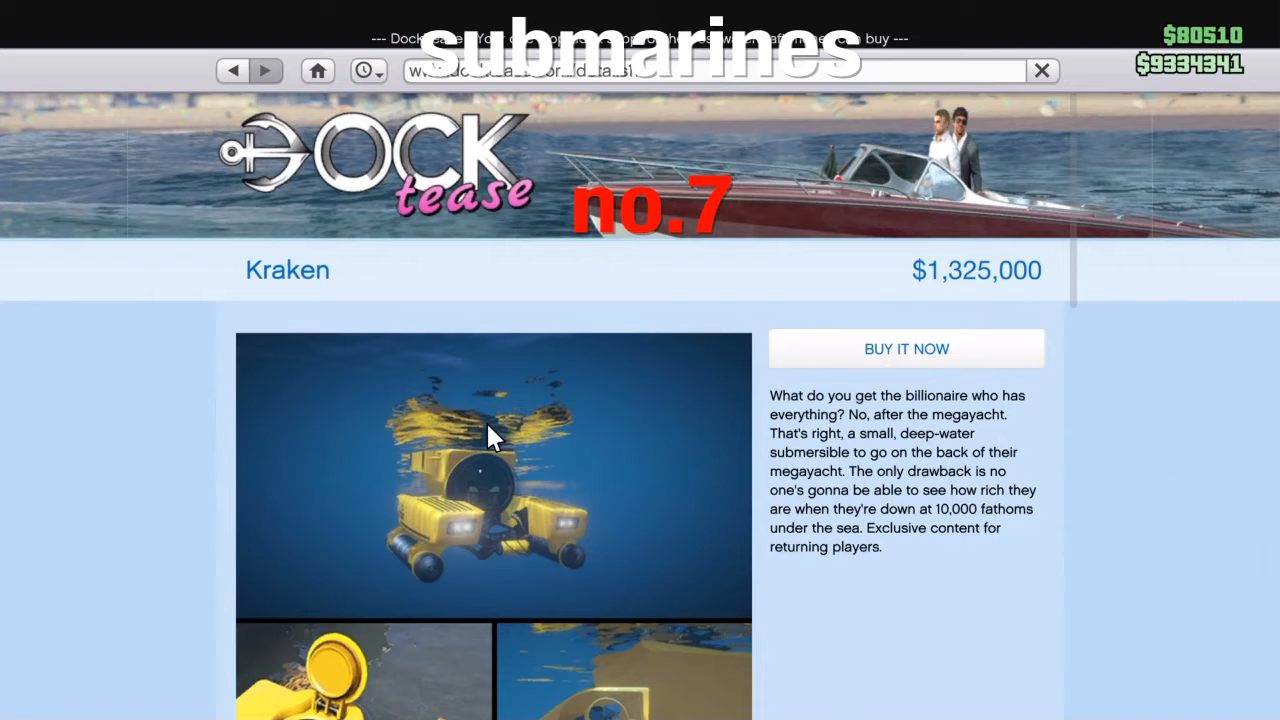 submarines
$80510
$9334341
DOCK
tease
no.7
Kraken
$1,325,000
BUY IT NOW
What do you get the billionaire who has
everything? No, after the megayacht.
That's right, a small, deep-water
submersible to go on the back of their
megayacht. The only drawback is no
one's gonna be able to see how rich they
are when they're down at 10,000 fathoms
under the sea. Exclusive content for
returning players.